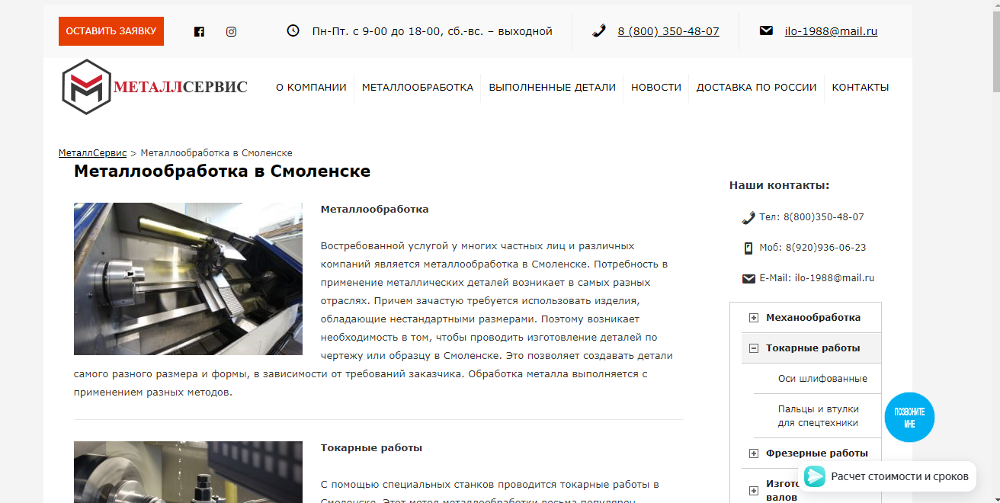 ОСТАВИТЬ ЗАЯВКУ
Пн-Пт. с 9-00 до 18-00, сб.-вс. – выходной
8 (800) 350-48-07
ilo-1988@mail.ru
МЕТАЛЛСЕРВИС
О КОМПАНИИ
МЕТАЛЛООБРАБОТКА
ВЫПОЛНЕННЫЕ ДЕТАЛИ
НОВОСТИ
ДОСТАВКА ПО РОССИИ
КОНТАКТЫ
МеталлСервис > Металлообработка в Смоленске
Металлообработка в Смоленске
Металлообработка
Востребованной услугой у многих частных лиц и различных
компаний является металлообработка в Смоленске. Потребность в
применение металлических деталей возникает в самых разных
отраслях. Причем зачастую требуется использовать изделия,
обладающие нестандартными размерами. Поэтому возникает
необходимость в том, чтобы проводить изготовление деталей по
чертежу или образцу в Смоленске. Это позволяет создавать детали
самого разного размера и формы, в зависимости от требований заказчика. Обработка металла выполняется с
применением разных методов.
Токарные работы
С помощью специальных станков проводится токарные работы в
Смоленске. Этот метод металлообработки весьма популярен,
Наши контакты:
Тел: 8(800)350-48-07
Моб: 8(920)936-06-23
E-Mail: ilo-1988@mail.ru
Механообработка
Токарные работы
Оси шлифованные
Пальцы и втулки
для спецтехники
Фрезерные работы
валов
ПОЗВОНИТЕ
МНЕ
Расчет стоимости и сроков